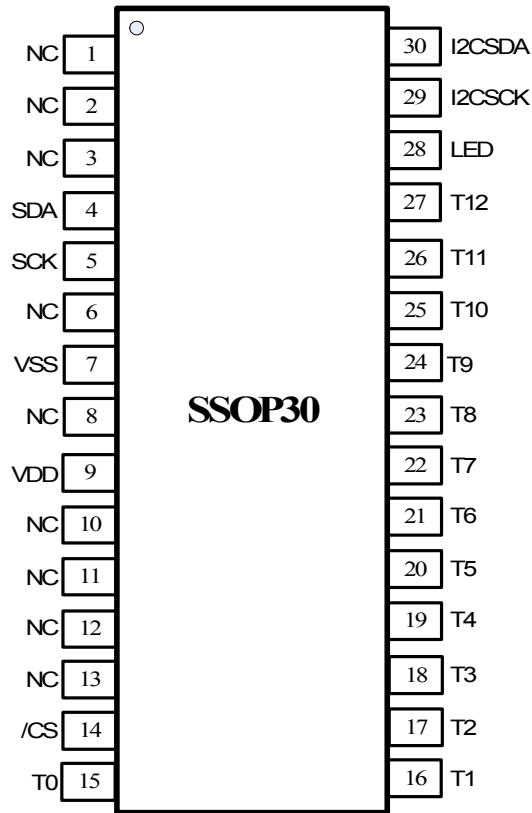 NC 1
NC 2
NC 3
SDA 4
SCK 5
NC 6
VSS 7
NC 8
VDD 9
NC 10
NC 11
NC 12
NC 13
/CS 14
T0 15
SSOP30
30 I2CSDA
29 I2CSCK
28 LED
27 T12
26 T11
25 T10
24 T9
23 T8
22 T7
21 T6
20 T5
19 T4
18 T3
17 T2
16 T1